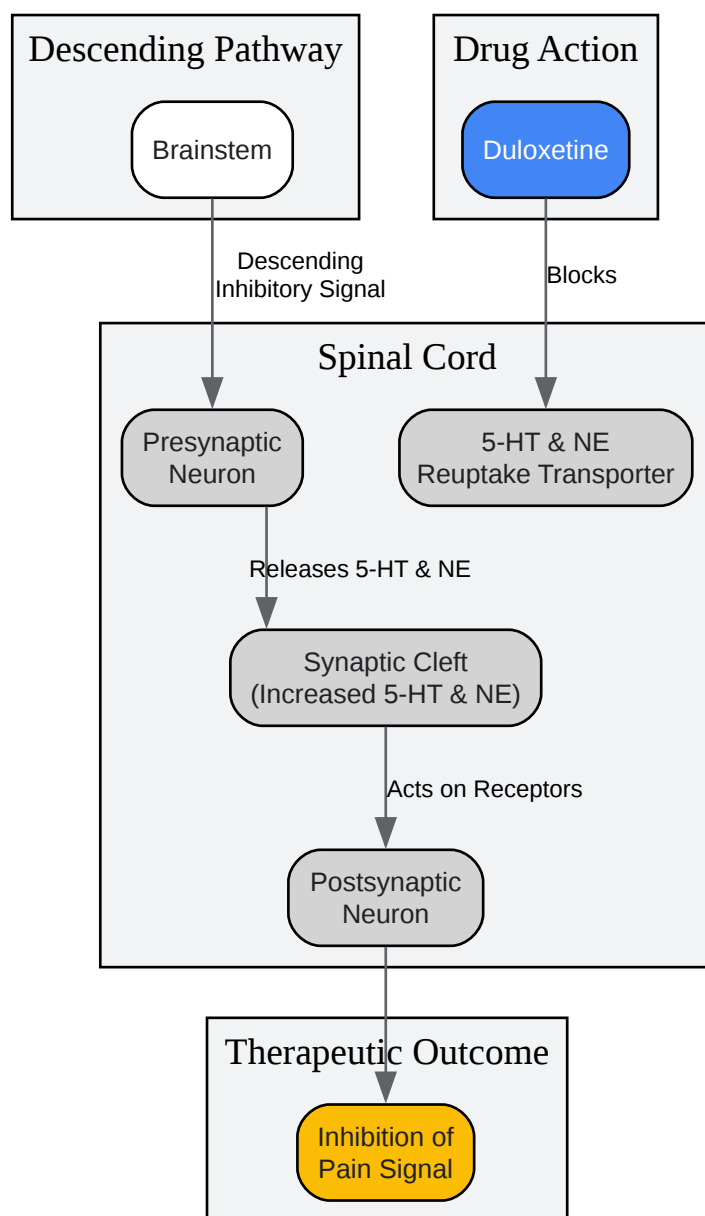 Descending Pathway
Drug Action
Brainstem
Duloxetine
Descending
Inhibitory Signal
Blocks
Spinal Cord
Presynaptic
Neuron
5-HT & NE
Reuptake Transporter
Releases 5-HT & NE
Synaptic Cleft
(Increased 5-HT & NE)
Acts on Receptors
Postsynaptic
Neuron
Therapeutic Outcome
Inhibition of
Pain Signal